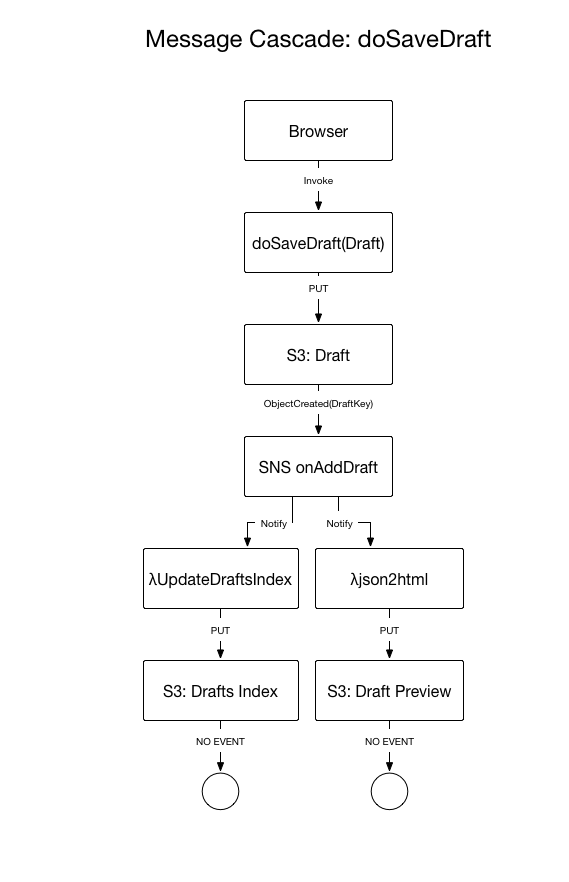 Message Cascade: doSaveDraft
Browser
Invoke
doSaveDraft(Draft)
PUT
S3: Draft
ObjectCreated(DraftKey)
SNS onAddDraft
Notify
Notify
λUpdateDraftsIndex
λjson2html
PUT
PUT
S3: Drafts Index
S3: Draft Preview
NO EVENT
NO EVENT